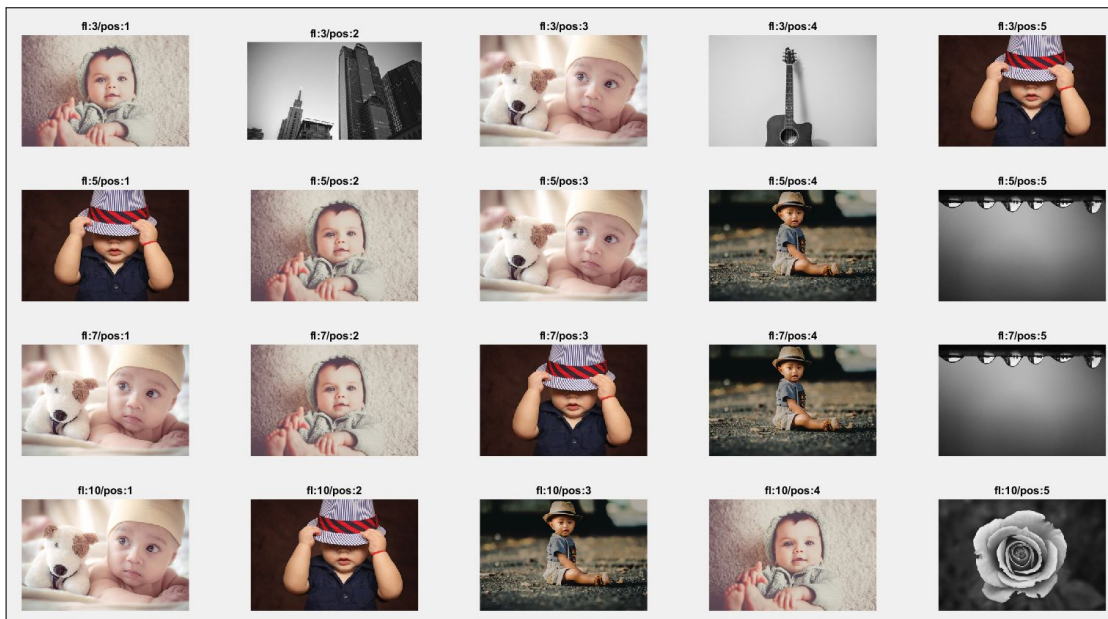 fl:3/pos:1
fl:3/pos:2
fl:3/pos:3
fl:3/pos:4
fl:3/pos:5
fl:5/pos:1
fl:5/pos:2
fl:5/pos:3
fl:5/pos:4
fl:5/pos:5
fl:7/pos:1
fl:7/pos:2
fl:7/pos:3
fl:7/pos:4
fl:7/pos:5
fl:10/pos:1
fl:10/pos:2
fl:10/pos:3
fl:10/pos:4
fl:10/pos:5